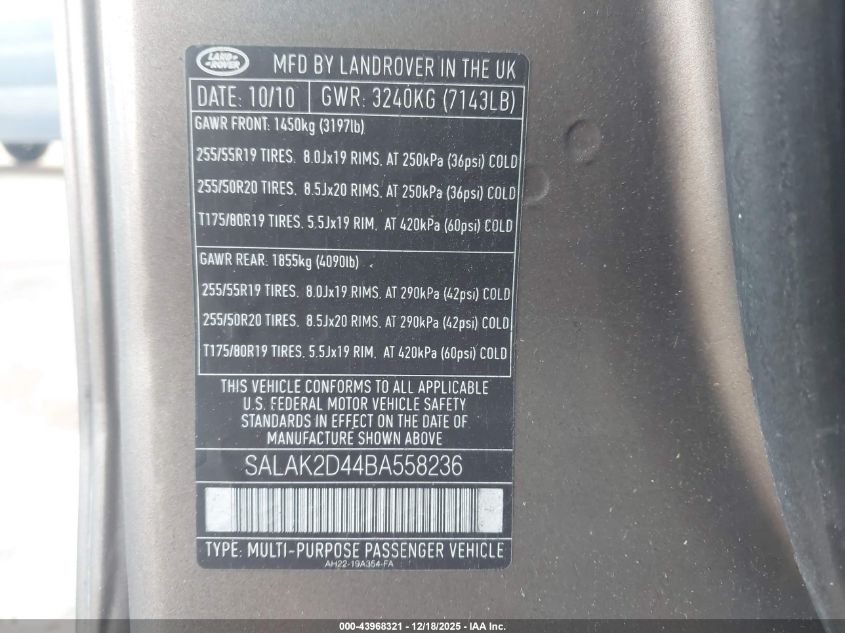 LAND ROVER
MFD BY LANDROVER IN THE UK
DATE: 10/10 GWR: 3240KG (7143LB)
GAWR FRONT: 1450kg (3197lb)
255/55R19 TIRES. 8.0Jx19 RIMS, AT 250kPa (36psi) COLD
255/50R20 TIRES. 8.5Jx20 RIMS, AT 250kPa (36psi) COLD
T175/80R19 TIRES. 5.5Jx19 RIM, AT 420kPa (60psi) COLD
GAWR REAR: 1855kg (4090lb)
255/55R19 TIRES. 8.0Jx19 RIMS, AT 290kPa (42psi) COLD
255/50R20 TIRES. 8.5Jx20 RIMS, AT 290kPa (42psi) COLD
T175/80R19 TIRES. 5.5Jx19 RIM, AT 420kPa (60psi) COLD
THIS VEHICLE CONFORMS TO ALL APPLICABLE
U.S. FEDERAL MOTOR VEHICLE SAFETY
STANDARDS IN EFFECT ON THE DATE OF
MANUFACTURE SHOWN ABOVE
SALAK2D44BA558236
TYPE: MULTI-PURPOSE PASSENGER VEHICLE
AH22-19A354-FA
000-43968321 - 12/18/2025 - IAA Inc.